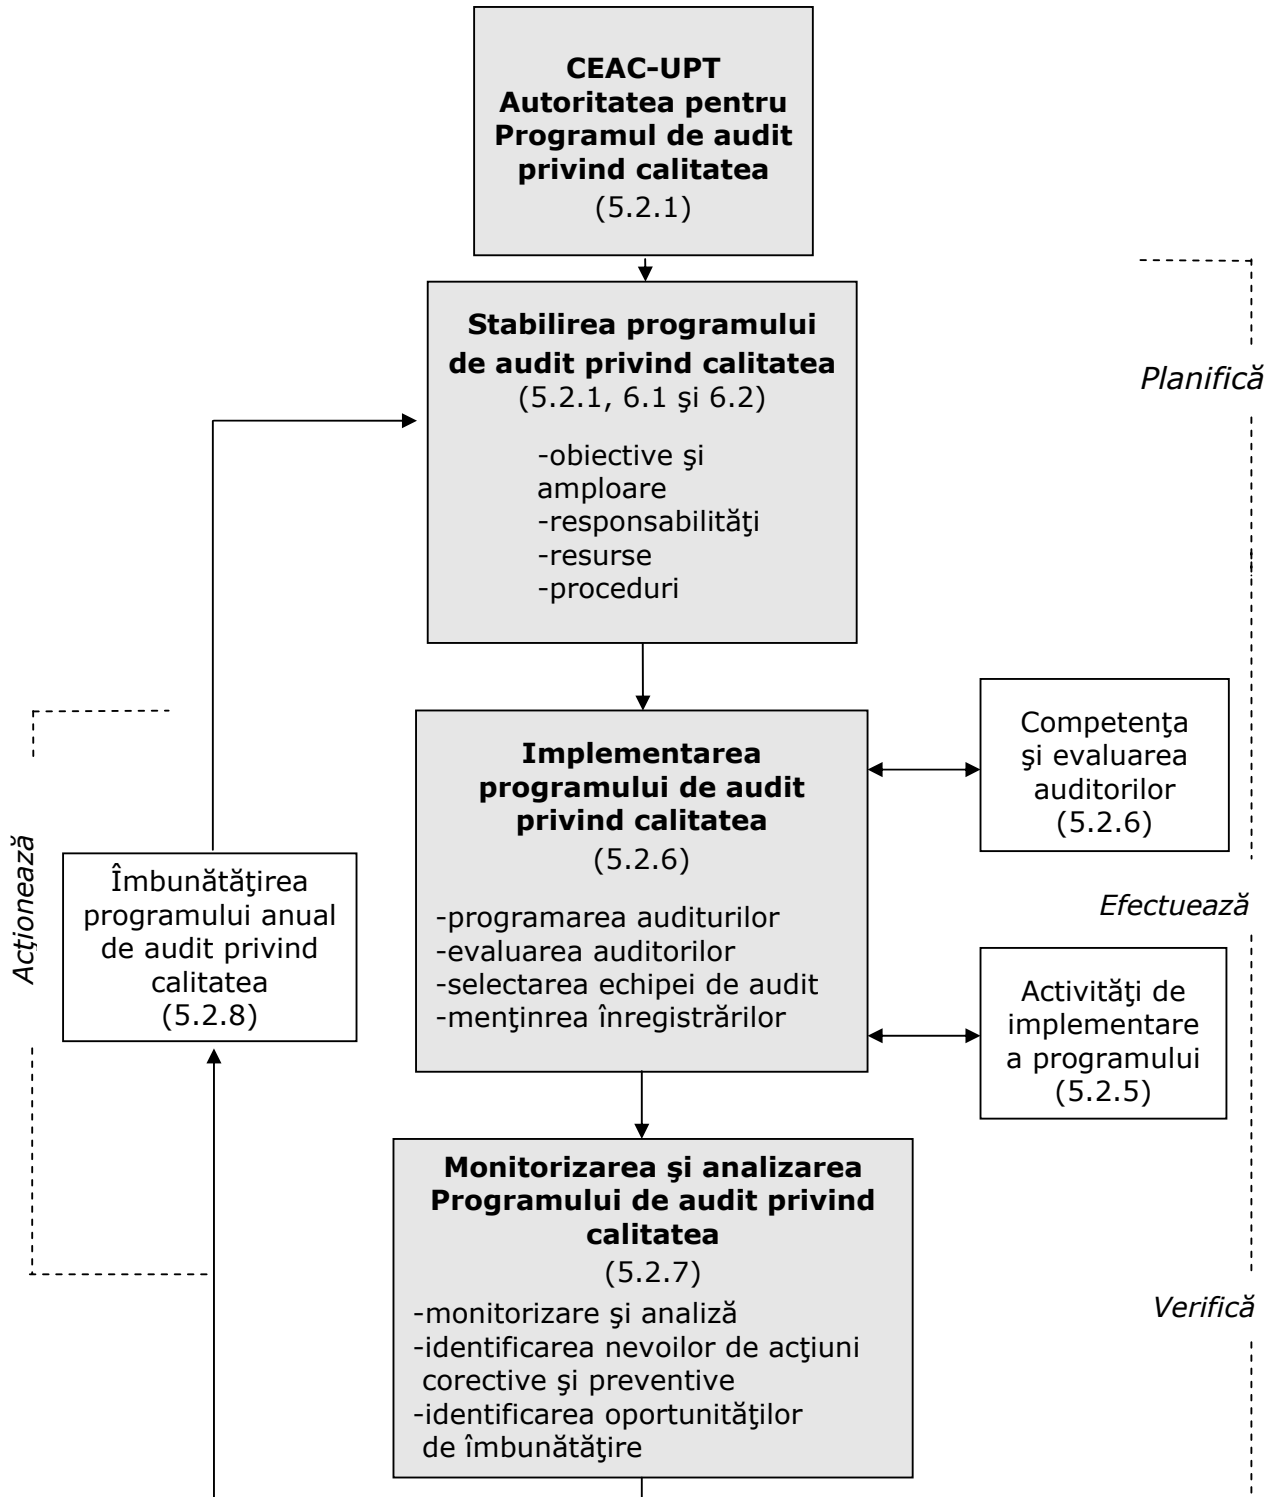 CEAC-UPT
Autoritatea pentru
Programul de audit
privind calitatea
(5.2.1)
Stabilirea programului
de audit privind calitatea
(5.2.1, 6.1 şi 6.2)
-obiective şi
amploare
-responsabilităţi
-resurse
-proceduri
Planifică
Implementarea
programului de audit
privind calitatea
(5.2.6)
-programarea auditurilor
-evaluarea auditorilor
-selectarea echipei de audit
-menţinrea înregistrărilor
Competenţa
şi evaluarea
auditorilor
(5.2.6)
Efectuează
Activităţi de
implementare
a programului
(5.2.5)
Acţionează
Îmbunătăţirea
programului anual
de audit privind
calitatea
(5.2.8)
Monitorizarea şi analizarea
Programului de audit privind
calitatea
(5.2.7)
-monitorizare şi analiză
-identificarea nevoilor de acţiuni
corective şi preventive
-identificarea oportunităţilor
de îmbunătăţire
Verifică